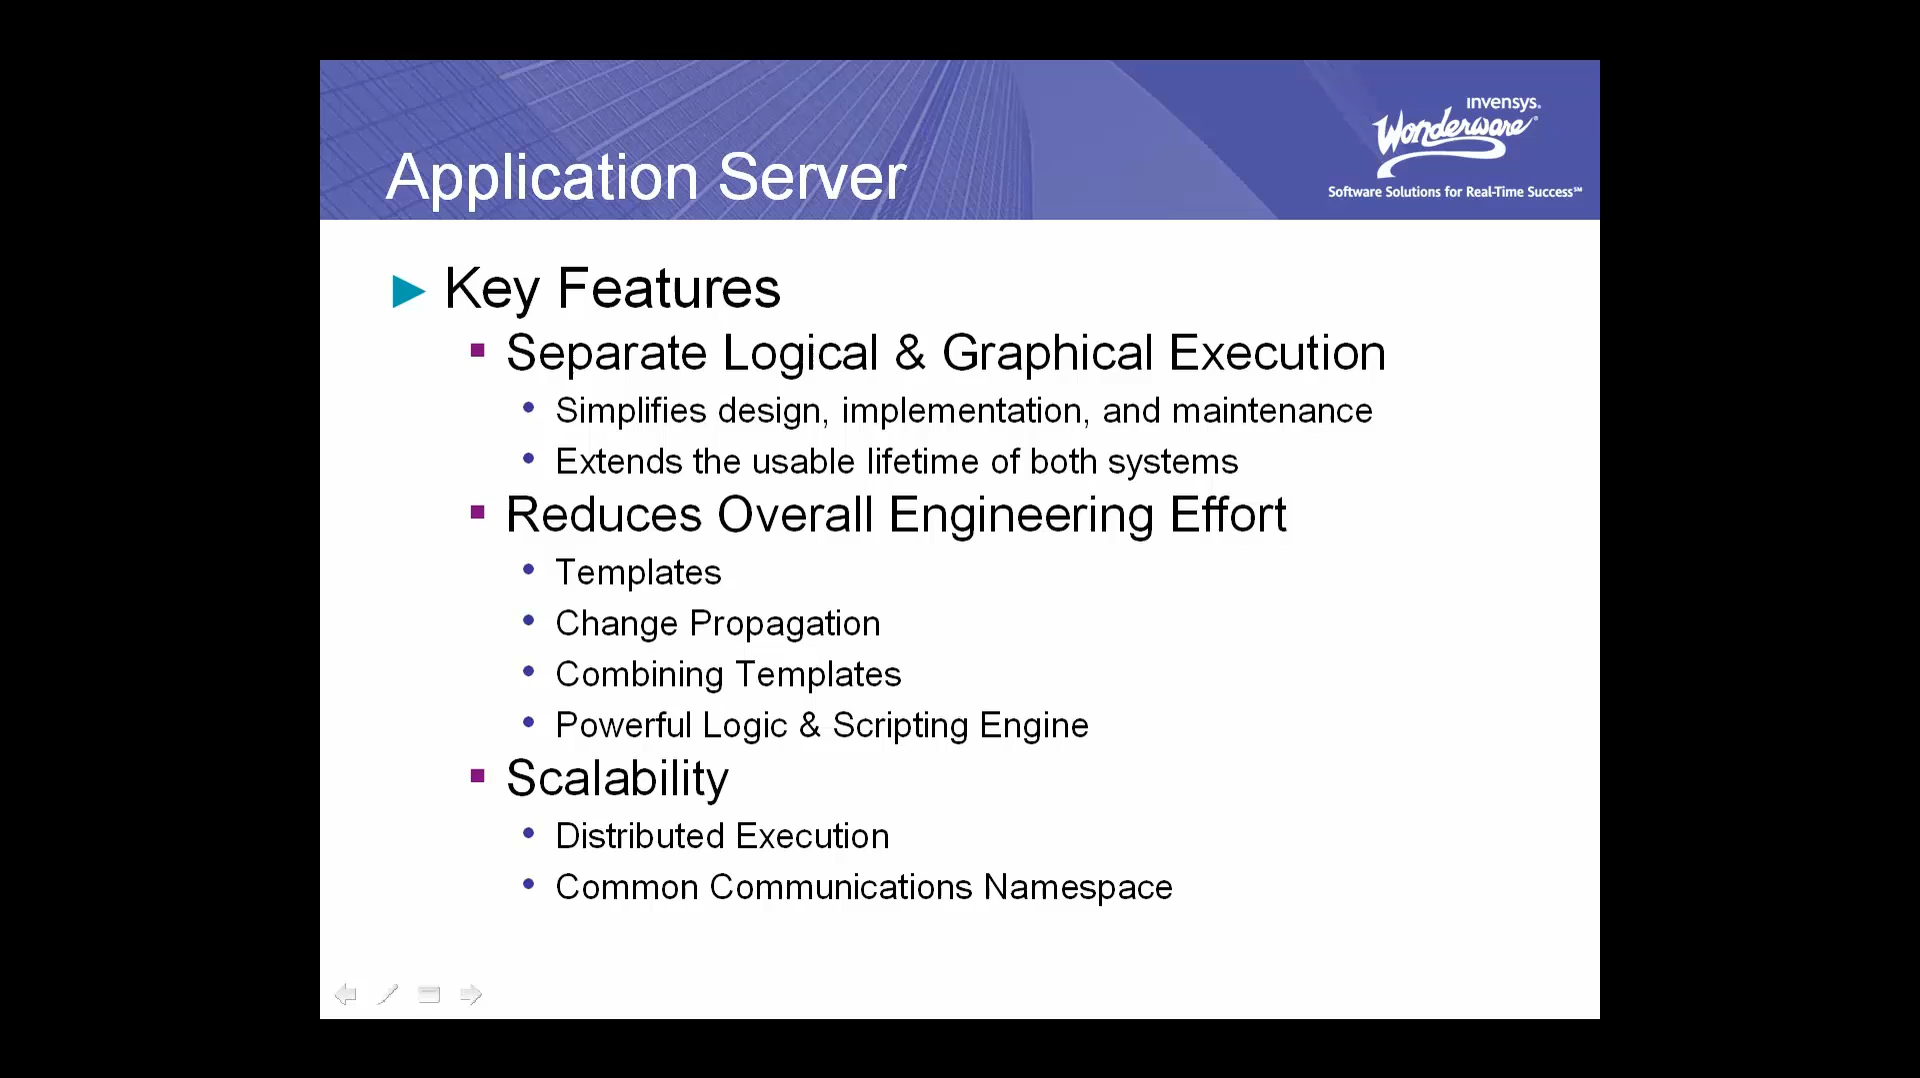 invensys.
Wonderware®
Software Solutions for Real-Time Success℠
Application Server
Key Features
Separate Logical & Graphical Execution
Simplifies design, implementation, and maintenance
Extends the usable lifetime of both systems
Reduces Overall Engineering Effort
Templates
Change Propagation
Combining Templates
Powerful Logic & Scripting Engine
Scalability
Distributed Execution
Common Communications Namespace